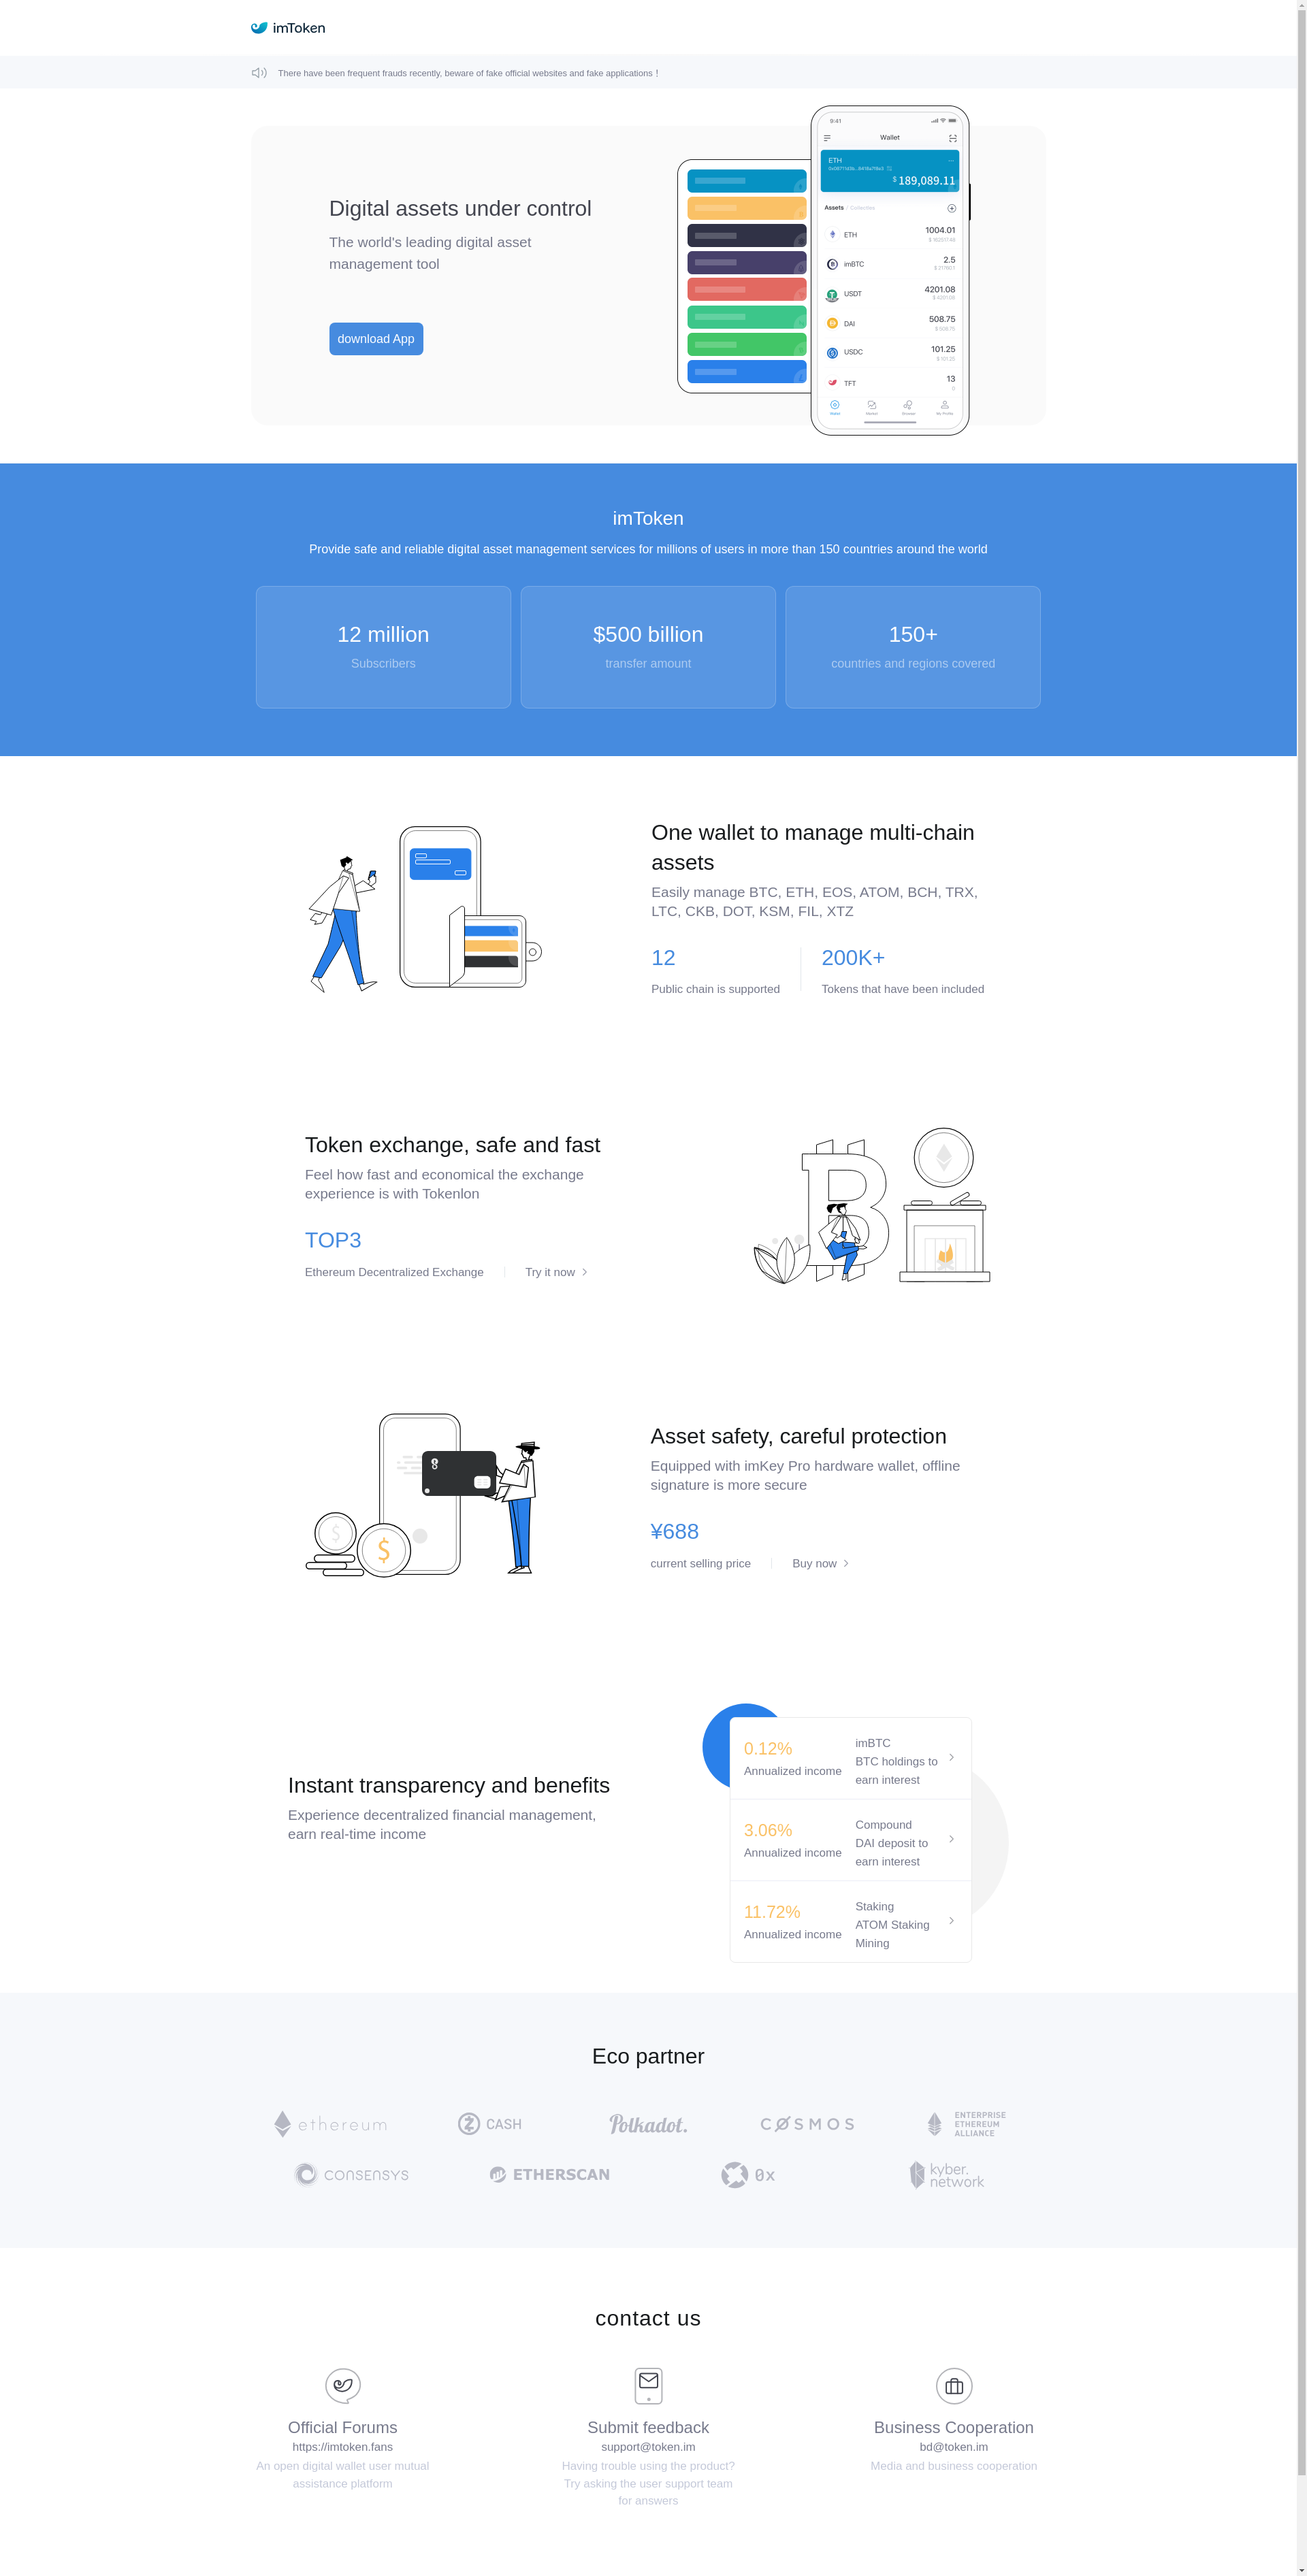 imToken
There have been frequent frauds recently, beware of fake official websites and fake applications！
9:41
Wallet
ETH
$ 189,089.11
Assets / Collecties
ETH
1004.01
imBTC
2.5
USDT
4201.08
$ 4201.08
DAI
508.75
$ 508.75
USDC
101.25
$ 101.25
TFT
13
0
Wallet
Market
Browser
My Profile
Digital assets under control
The world's leading digital asset
management tool
download App
imToken
Provide safe and reliable digital asset management services for millions of users in more than 150 countries around the world
12 million
Subscribers
$500 billion
transfer amount
150+
countries and regions covered
One wallet to manage multi-chain
assets
Easily manage BTC, ETH, EOS, ATOM, BCH, TRX,
LTC, CKB, DOT, KSM, FIL, XTZ
12
Public chain is supported
200K+
Tokens that have been included
Token exchange, safe and fast
Feel how fast and economical the exchange
experience is with Tokenlon
TOP3
Ethereum Decentralized Exchange
Try it now
Asset safety, careful protection
Equipped with imKey Pro hardware wallet, offline
signature is more secure
¥688
current selling price
Buy now
Instant transparency and benefits
Experience decentralized financial management,
earn real-time income
0.12%
Annualized income
imBTC
BTC holdings to
earn interest
3.06%
Annualized income
Compound
DAI deposit to
earn interest
11.72%
Annualized income
Staking
ATOM Staking
Mining
Eco partner
ethereum
CASH
Polkadot.
COSMOS
ENTERPRISE
ETHEREUM
ALLIANCE
CONSENSYS
ETHERSCAN
0x
kyber.
network
contact us
Official Forums
https://imtoken.fans
An open digital wallet user mutual
assistance platform
Submit feedback
support@token.im
Having trouble using the product?
Try asking the user support team
for answers
Business Cooperation
bd@token.im
Media and business cooperation